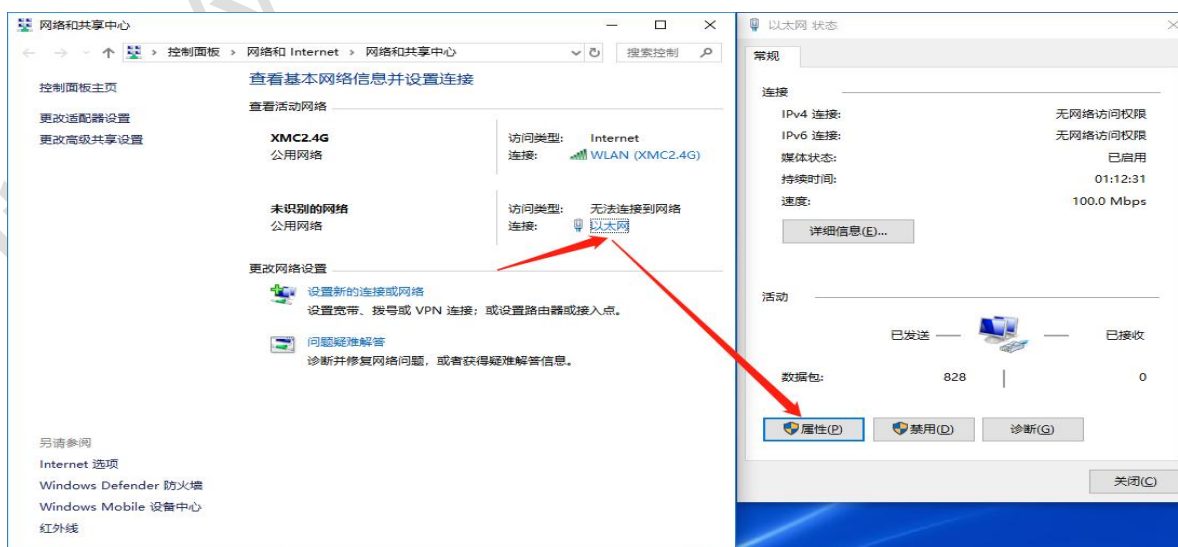 网络和共享中心
控制面板 > 网络和 Internet > 网络和共享中心
搜索控制
控制面板主页
更改适配器设置
更改高级共享设置
查看基本网络信息并设置连接
查看活动网络
XMC2.4G
公用网络
访问类型: Internet
连接: WLAN (XMC2.4G)
未识别的网络
公用网络
访问类型: 无法连接到网络
连接: 以太网
更改网络设置
设置新的连接或网络
设置宽带、拨号或 VPN 连接；或设置路由器或接入点。
问题疑难解答
诊断并修复网络问题，或者获得疑难解答信息。
另请参阅
Internet 选项
Windows Defender 防火墙
Windows Mobile 设备中心
红外线
以太网 状态
常规
连接
IPv4 连接: 无网络访问权限
IPv6 连接: 无网络访问权限
媒体状态: 已启用
持续时间: 01:12:31
速度: 100.0 Mbps
详细信息(E)...
活动
已发送 — — 已接收
数据包: 828 | 0
属性(P) 禁用(D) 诊断(G)
关闭(C)